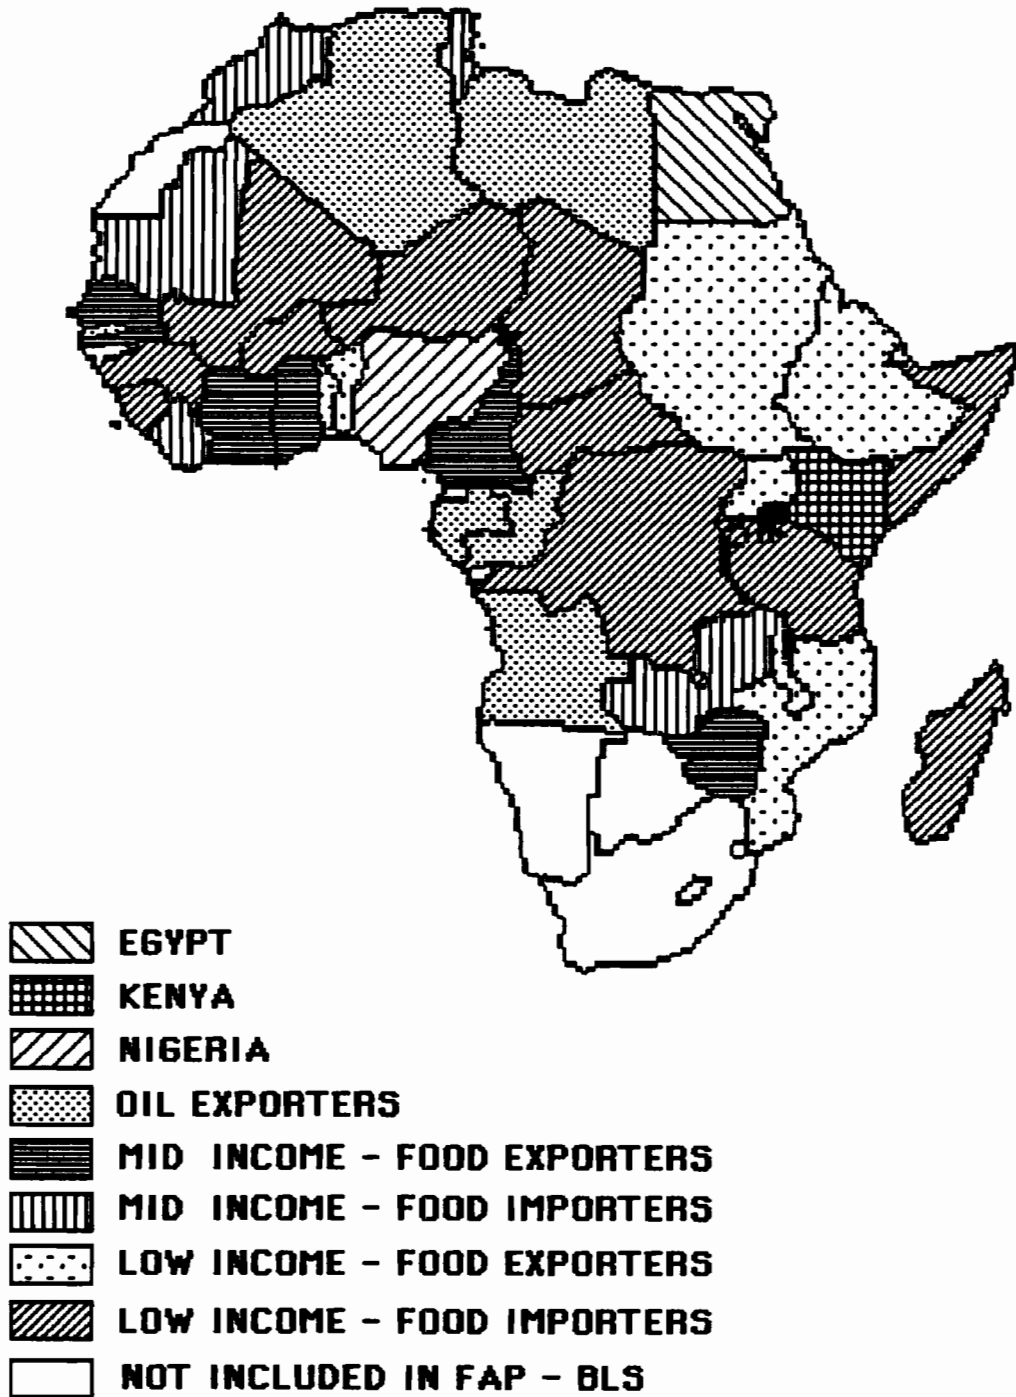 EGYPT
KENYA
NIGERIA
OIL EXPORTERS
MID INCOME - FOOD EXPORTERS
MID INCOME - FOOD IMPORTERS
LOW INCOME - FOOD EXPORTERS
LOW INCOME - FOOD IMPORTERS
NOT INCLUDED IN FAP - BLS